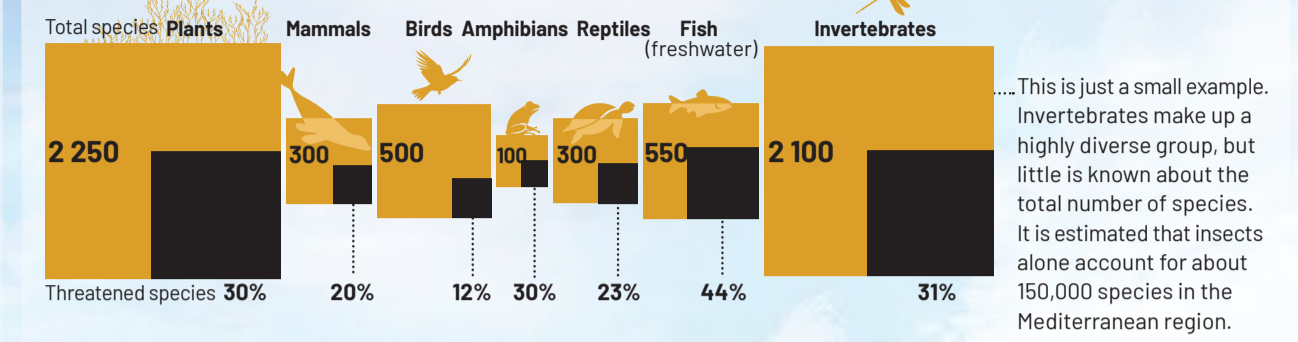 Total species Plants Mammals Birds Amphibians Reptiles Fish Invertebrates
(freshwater)
2 250 300 500 100 300 550 2 100
Threatened species 30% 20% 12% 30% 23% 44% 31%
.....This is just a small example.
Invertebrates make up a
highly diverse group, but
little is known about the
total number of species.
It is estimated that insects
alone account for about
150,000 species in the
Mediterranean region.